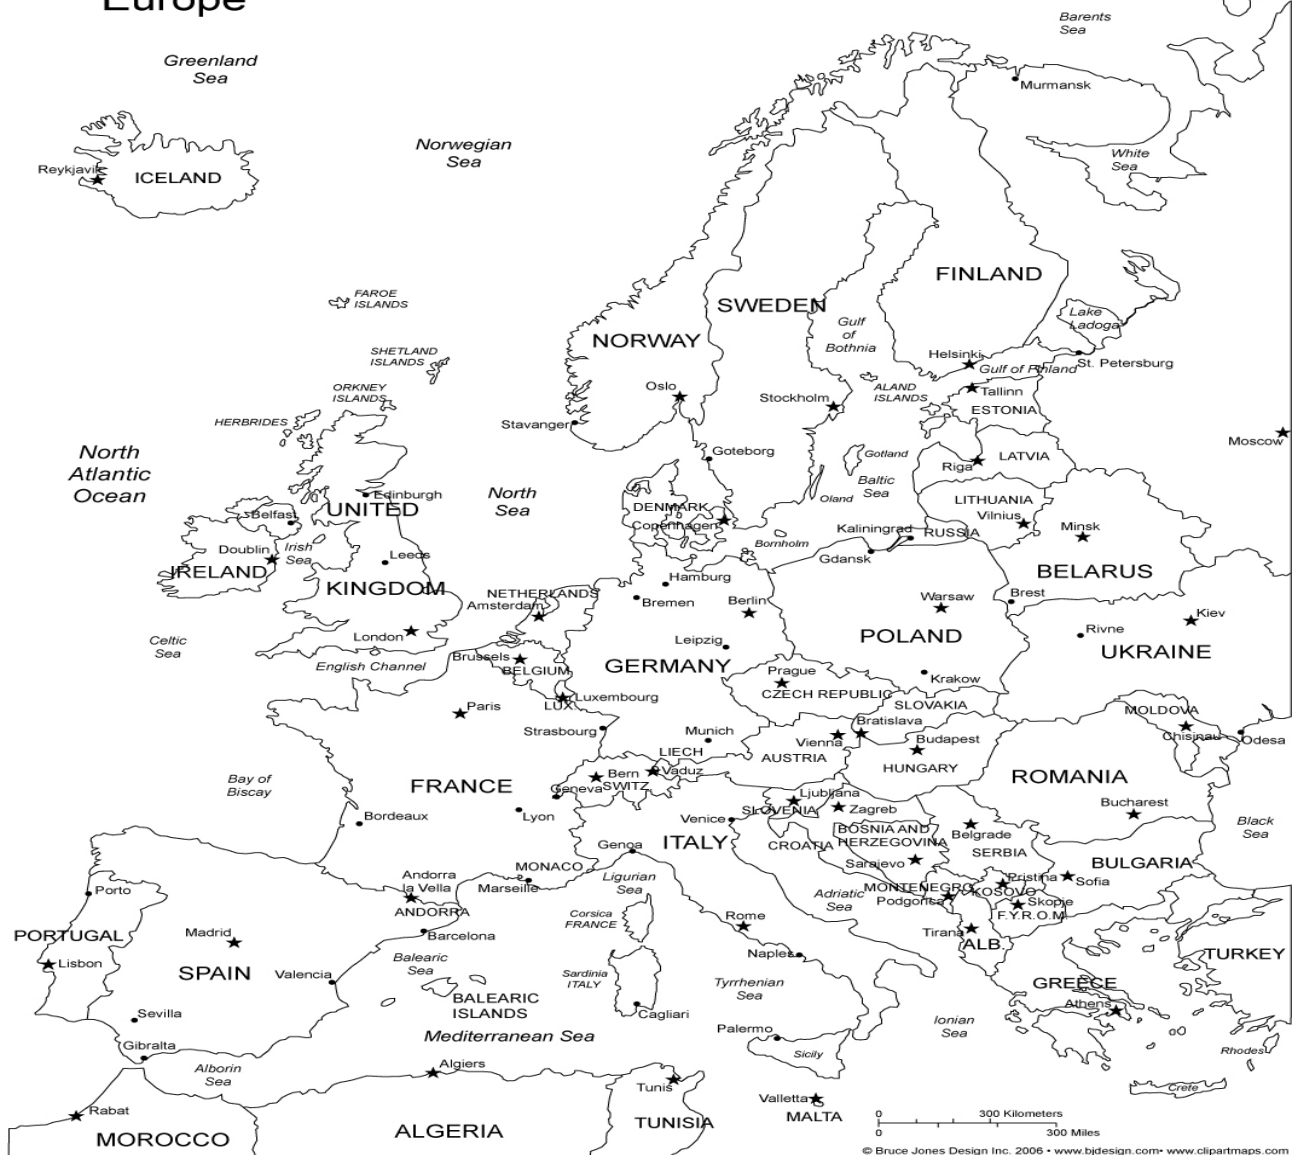 Europe
Barents
Sea
Greenland
Sea
Murmansk
Norwegian
Sea
White
Sea
Reykjavik
ICELAND
FINLAND
FAROE
ISLANDS
SWEDEN
Lake
Ladoga
Gulf
of
Bothnia
NORWAY
SHETLAND
ISLANDS
Helsinki
Gulf of Finland
St. Petersburg
ORKNEY
ISLANDS
Oslo
Stockholm
ALAND
ISLANDS
Tallinn
ESTONIA
HERBRIDES
Stavanger
Moscow
North
Atlantic
Ocean
Goteborg
Gotland
Riga
LATVIA
Baltic
Sea
Oland
North
Sea
Edinburgh
UNITED
KINGDOM
DENMARK
Copenhagen
LITHUANIA
Vilnius
Minsk
Belfast
Kaliningrad
RUSSIA
Bornholm
Gdansk
Doublin
Irish
Sea
Leeds
IRELAND
BELARUS
Hamburg
Bremen
NETHERLANDS
Amsterdam
Berlin
Warsaw
Brest
Kiev
London
Rivne
POLAND
Celtic
Sea
English Channel
Leipzig
UKRAINE
Brussels
BELGIUM
GERMANY
Prague
CZECH REPUBLIC
Krakow
Luxembourg
LUX.
SLOVAKIA
Paris
MOLDOVA
Chisinau
Odesa
Strasbourg
Munich
Bratislava
Vienna
Budapest
LIECH
AUSTRIA
HUNGARY
Bern
Vaduz
Geneva
SWITZ.
Bay of
Biscay
FRANCE
ROMANIA
Ljubljana
SLOVENIA
Zagreb
Bucharest
Bordeaux
Lyon
Venice
Black
Sea
BOSNIA AND
HERZEGOVINA
Belgrade
ITALY
CROATIA
Genoa
SERBIA
Sarajevo
BULGARIA
MONACO
Marseille
Ligurian
Sea
Andorra
la Vella
ANDORRA
MONTENEGRO
Podgorica
Pristina
KOSOVO
Sofia
Porto
Adriatic
Sea
Skopje
F.Y.R.O.M.
Corsica
FRANCE
Rome
PORTUGAL
Madrid
Barcelona
Tirana
ALB.
Naples
TURKEY
Lisbon
SPAIN
Valencia
Balearic
Sea
Sardinia
ITALY
Tyrrhenian
Sea
GREECE
Athens
BALEARIC
ISLANDS
Cagliari
Sevilla
Mediterranean Sea
Palermo
Ionian
Sea
Gibraltar
Sicily
Rhodes
Alborin
Sea
Algiers
Tunis
Crete
Valletta
Rabat
MALTA
MOROCCO
ALGERIA
TUNISIA
0 300 Kilometers
0 300 Miles
© Bruce Jones Design Inc. 2006 • www.bjdesign.com• www.clipartmaps.com